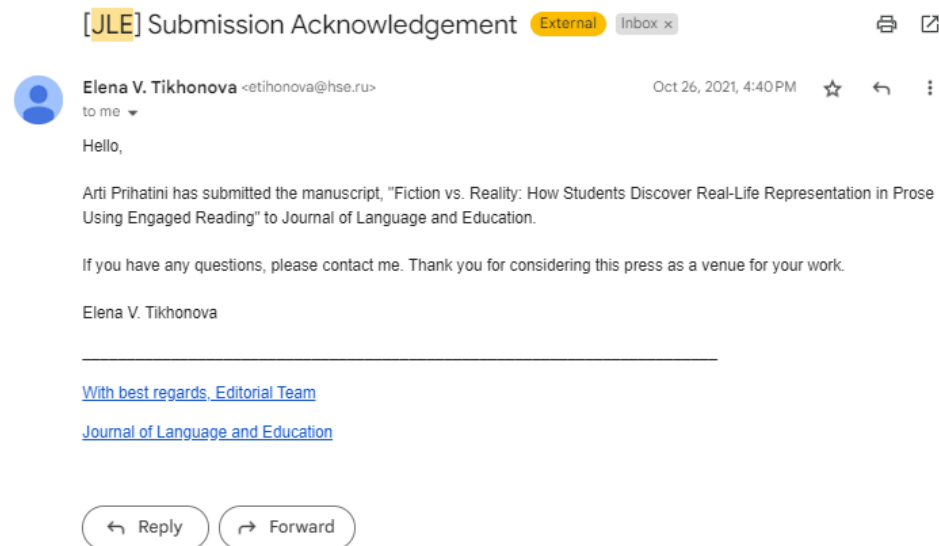 [JLE] Submission Acknowledgement External Inbox ×
Elena V. Tikhonova <etihonova@hse.ru> Oct 26, 2021, 4:40 PM
to me
Hello,
Arti Prihatini has submitted the manuscript, "Fiction vs. Reality: How Students Discover Real-Life Representation in Prose
Using Engaged Reading" to Journal of Language and Education.
If you have any questions, please contact me. Thank you for considering this press as a venue for your work.
Elena V. Tikhonova
With best regards, Editorial Team
Journal of Language and Education
Reply Forward